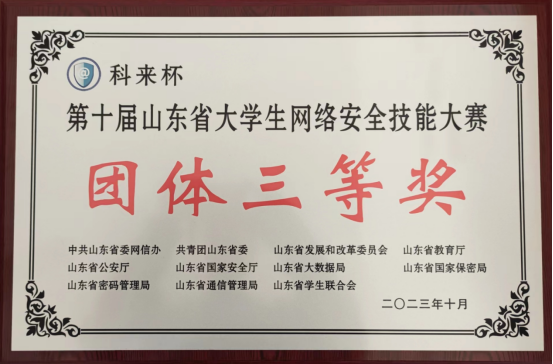 科来杯
第十届山东省大学生网络安全技能大赛
团体三等奖
中共山东省委网信办 共青团山东省委 山东省发展和改革委员会 山东省教育厅
山东省公安厅 山东省国家安全厅 山东省大数据局 山东省国家保密局
山东省密码管理局 山东省通信管理局 山东省学生联合会
二〇二三年十月